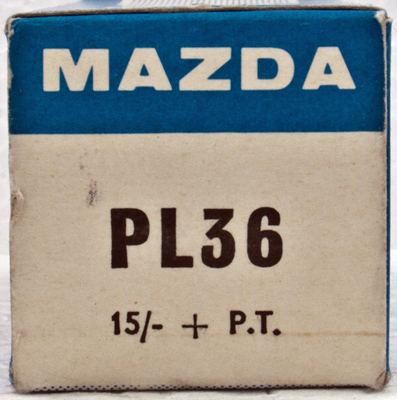 MAZDA
PL36
15/- + P.T.